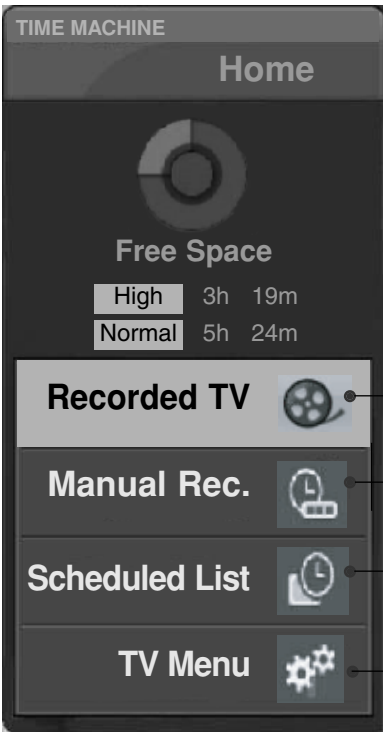 TIME MACHINE
Home
Free Space
High 3h 19m
Normal 5h 24m
Recorded TV
Manual Rec.
Scheduled List
TV Menu